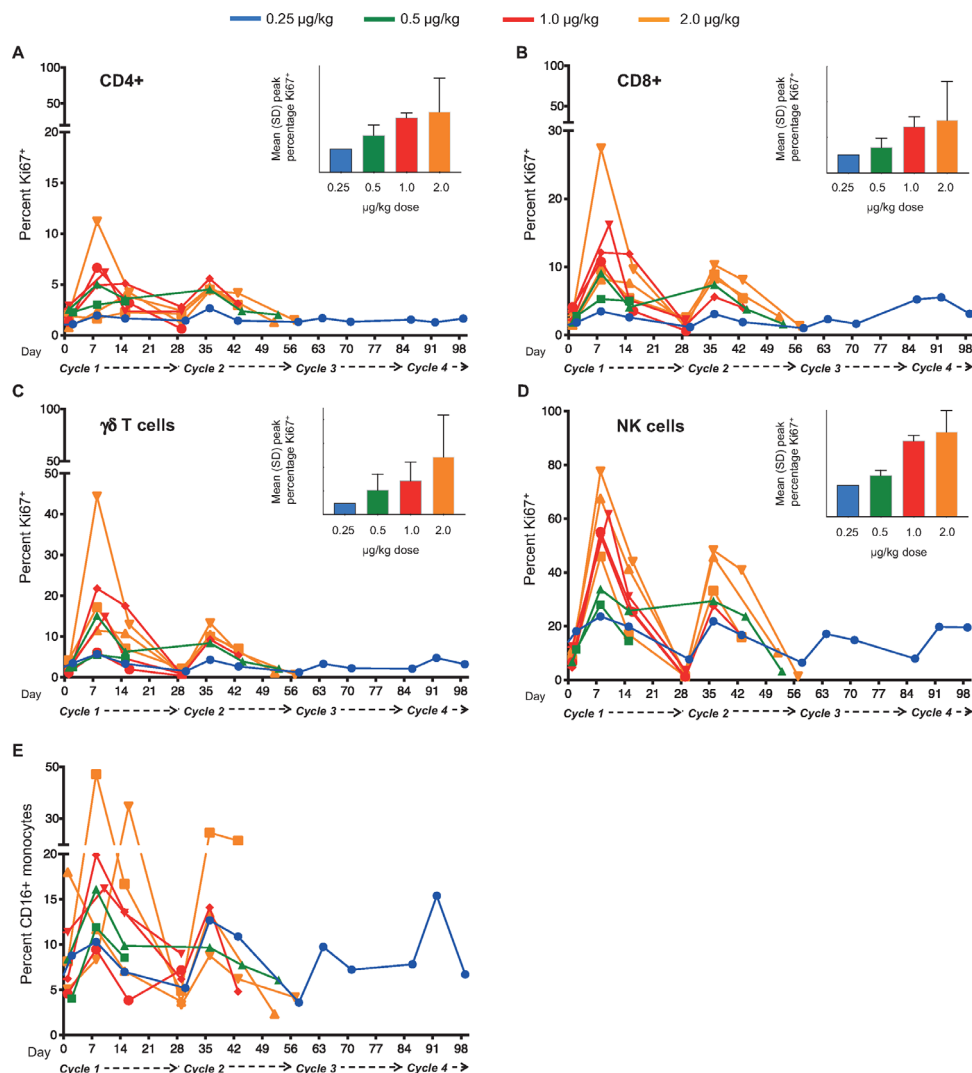 0.25 µg/kg 0.5 µg/kg 1.0 µg/kg 2.0 µg/kg
A
CD4+
Percent Ki67⁺
100
50
20
15
10
5
0
Mean (SD) peak
percentage Ki67⁺
0.25 0.5 1.0 2.0
µg/kg dose
Day 0 7 14 21 28 35 42 49 56 63 70 77 84 91 98
Cycle 1 Cycle 2 Cycle 3 Cycle 4
B
CD8+
Percent Ki67⁺
100
50
30
20
10
0
Mean (SD) peak
percentage Ki67⁺
0.25 0.5 1.0 2.0
µg/kg dose
Day 0 7 14 21 28 35 42 49 56 63 70 77 84 91 98
Cycle 1 Cycle 2 Cycle 3 Cycle 4
C
γδ T cells
Percent Ki67⁺
100
50
50
40
30
20
10
0
Mean (SD) peak
percentage Ki67⁺
0.25 0.5 1.0 2.0
µg/kg dose
Day 0 7 14 21 28 35 42 49 56 63 70 77 84 91 98
Cycle 1 Cycle 2 Cycle 3 Cycle 4
D
NK cells
Percent Ki67⁺
100
80
60
40
20
0
Mean (SD) peak
percentage Ki67⁺
0.25 0.5 1.0 2.0
µg/kg dose
Day 0 7 14 21 28 35 42 49 56 63 70 77 84 91 98
Cycle 1 Cycle 2 Cycle 3 Cycle 4
E
Percent CD16+ monocytes
50
30
20
15
10
5
0
Day 0 7 14 21 28 35 42 49 56 63 70 77 84 91 98
Cycle 1 Cycle 2 Cycle 3 Cycle 4